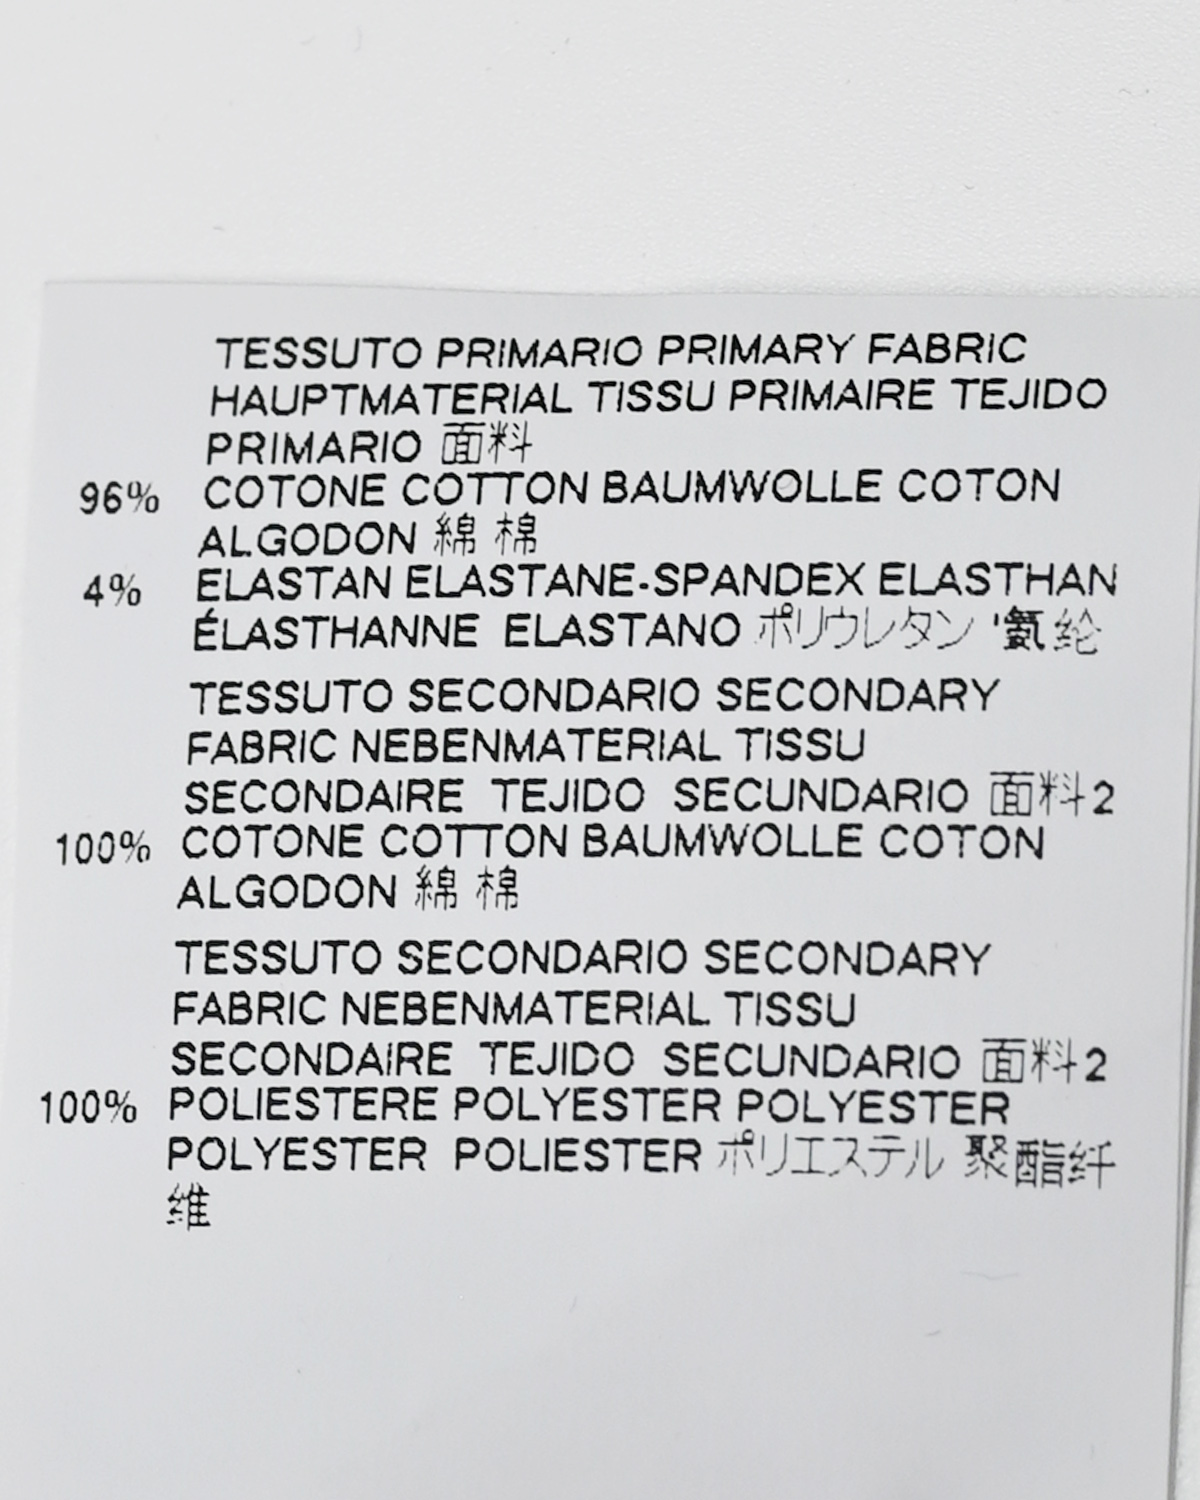 TESSUTO PRIMARIO PRIMARY FABRIC
HAUPTMATERIAL TISSU PRIMAIRE TEJIDO
PRIMARIO 面料
96% COTONE COTTON BAUMWOLLE COTON
ALGODON 綿 棉
4% ELASTAN ELASTANE-SPANDEX ELASTHAN
ÉLASTHANNE ELASTANO ポリウレタン '氨纶
TESSUTO SECONDARIO SECONDARY
FABRIC NEBENMATERIAL TISSU
SECONDAIRE TEJIDO SECUNDARIO 面料2
100% COTONE COTTON BAUMWOLLE COTON
ALGODON 綿 棉
TESSUTO SECONDARIO SECONDARY
FABRIC NEBENMATERIAL TISSU
SECONDAIRE TEJIDO SECUNDARIO 面料2
100% POLIESTERE POLYESTER POLYESTER
POLYESTER POLIESTER ポリエステル 聚酯纤
维